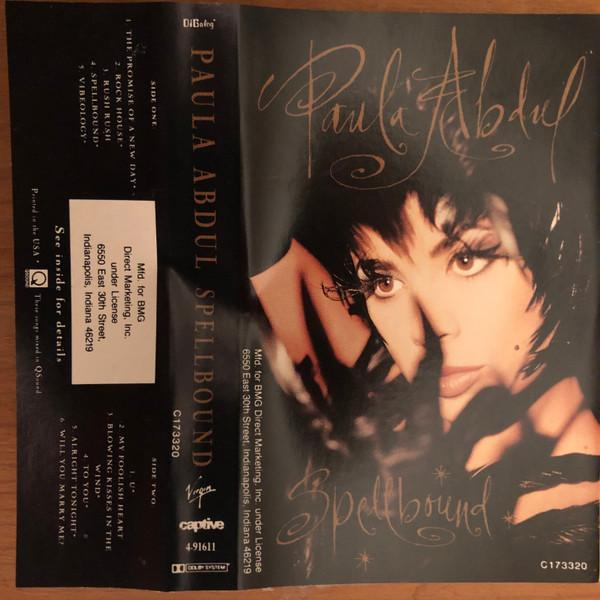 Paula Abdul
Spellbound
C173320
Mfd. for BMG Direct Marketing, Inc. under License
6550 East 30th Street, Indianapolis, Indiana 46219
DiGalog
PAULA ABDUL SPELLBOUND
C173320
Virgin
captive
4-91611
DOLBY SYSTEM
SIDE ONE
1. THE PROMISE OF A NEW DAY*
2. ROCK HOUSE*
3. RUSH RUSH
4. SPELLBOUND*
5. VIBEOLOGY*
SIDE TWO
1. U*
2. MY FOOLISH HEART
3. BLOWING KISSES IN THE
WIND*
4. TO YOU*
5. ALRIGHT TONIGHT*
6. WILL YOU MARRY ME?
Mfd. for BMG
Direct Marketing, Inc.
under License
6550 East 30th Street,
Indianapolis, Indiana 46219
See inside for details
Printed in the USA • Q *These songs mixed in QSound